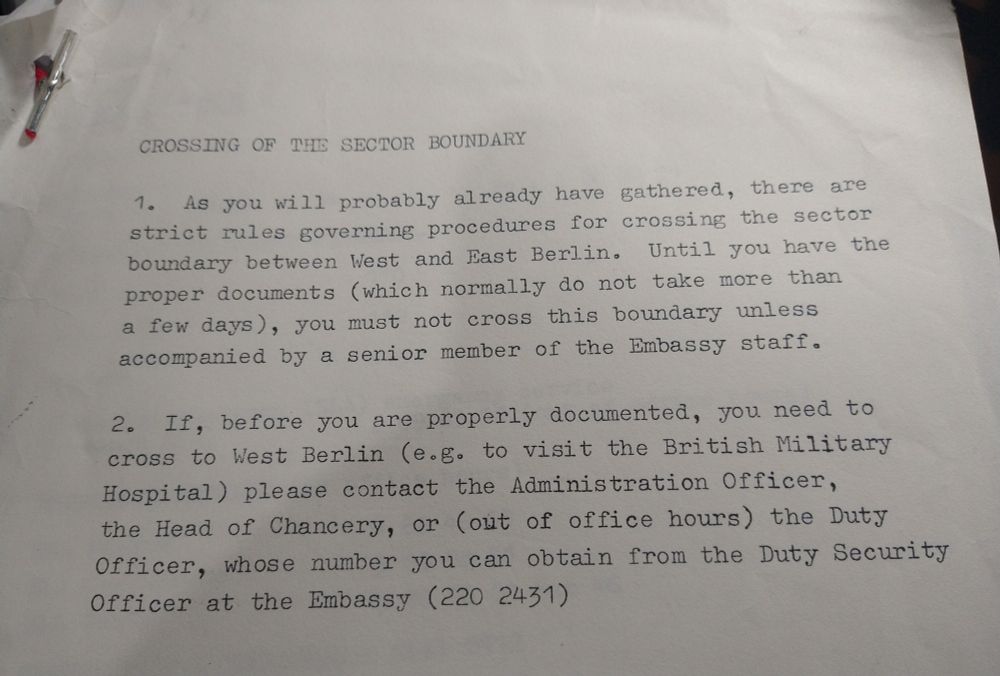 CROSSING OF THE SECTOR BOUNDARY
1. As you will probably already have gathered, there are
strict rules governing procedures for crossing the sector
boundary between West and East Berlin. Until you have the
proper documents (which normally do not take more than
a few days), you must not cross this boundary unless
accompanied by a senior member of the Embassy staff.
2. If, before you are properly documented, you need to
cross to West Berlin (e.g. to visit the British Military
Hospital) please contact the Administration Officer,
the Head of Chancery, or (out of office hours) the Duty
Officer, whose number you can obtain from the Duty Security
Officer at the Embassy (220 2431)